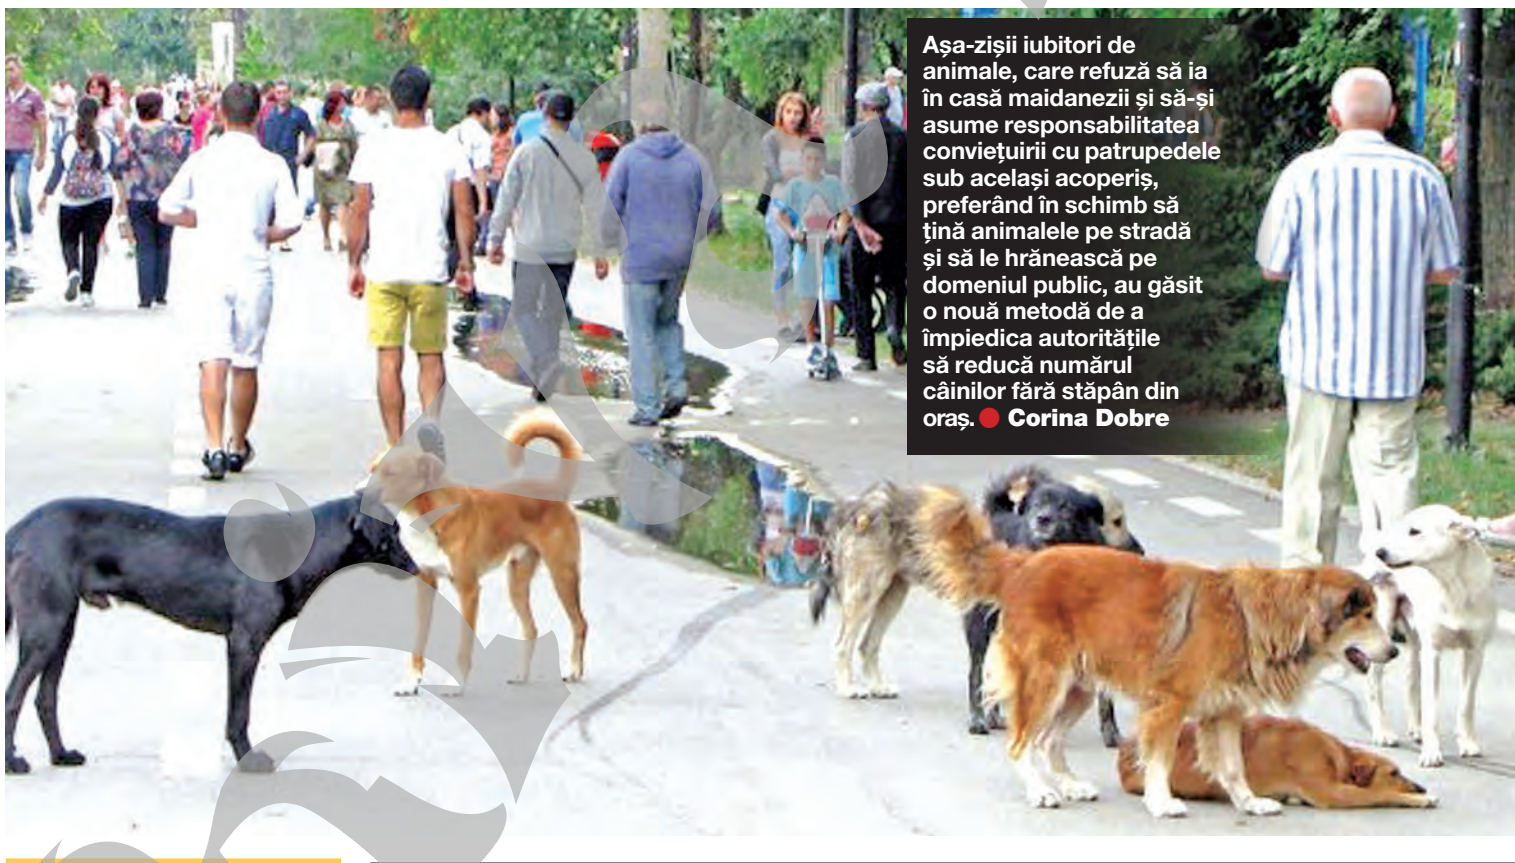 Așa-zișii iubitori de
animale, care refuză să ia
în casă maidanezii și să-și
asume responsabilitatea
conviețuirii cu patrupedele
sub același acoperiș,
preferând în schimb să
țină animalele pe stradă
și să le hrănească pe
domeniul public, au găsit
o nouă metodă de a
împiedica autoritățile
să reducă numărul
câinilor fără stăpân din
oraș. ● Corina Dobre